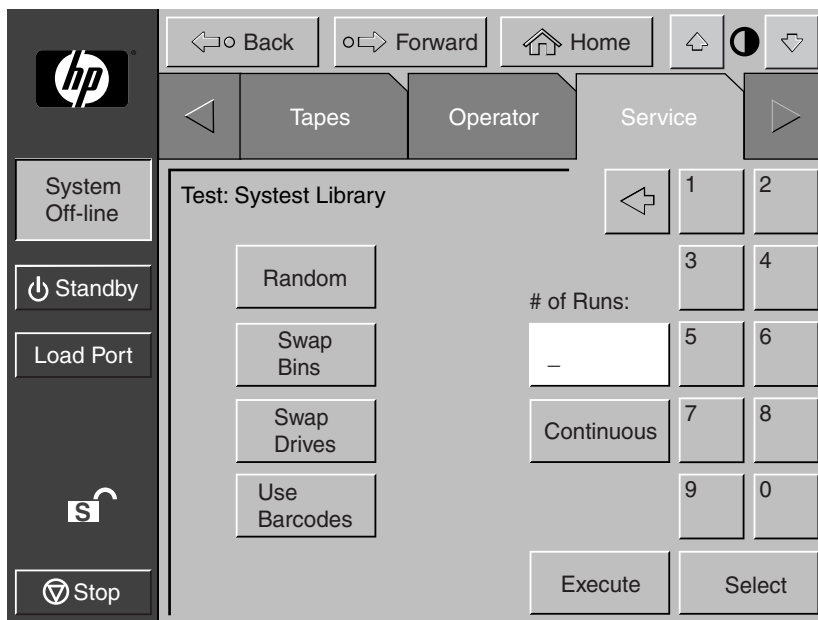 Back
Forward
Home
hp
Tapes
Operator
Service
System
Off-line
Test: Systest Library
1
2
Standby
Random
3
4
# of Runs:
Load Port
Swap
Bins
_
5
6
Swap
Drives
Continuous
7
8
S
Use
Barcodes
9
0
Stop
Execute
Select